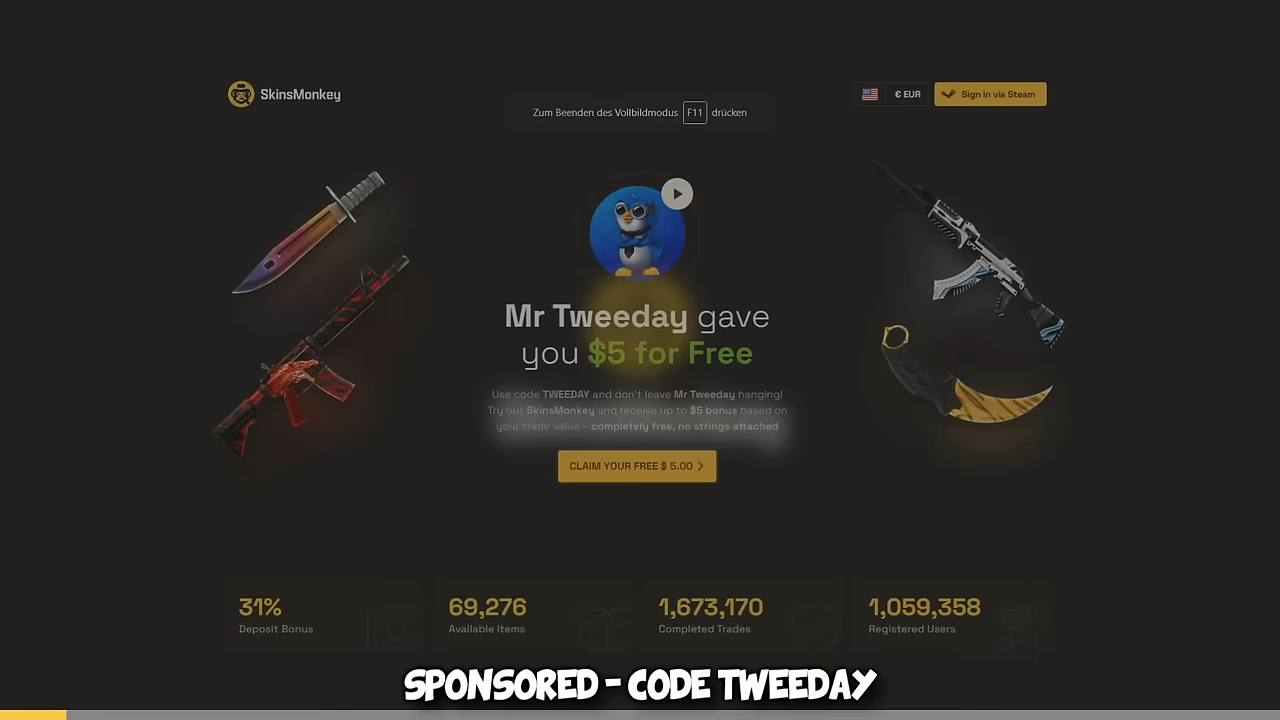 SkinsMonkey
€ EUR
Sign in via Steam
Zum Beenden des Vollbildmodus F11 drücken
Mr Tweeday gave
you $5 for Free
Use code TWEEDAY and don't leave Mr Tweeday hanging!
Try out SkinsMonkey and receive up to $5 bonus based on
your trade value – completely free, no strings attached
CLAIM YOUR FREE $ 5.00
31%
Deposit Bonus
69,276
Available Items
1,673,170
Completed Trades
1,059,358
Registered Users
SPONSORED - CODE TWEEDAY